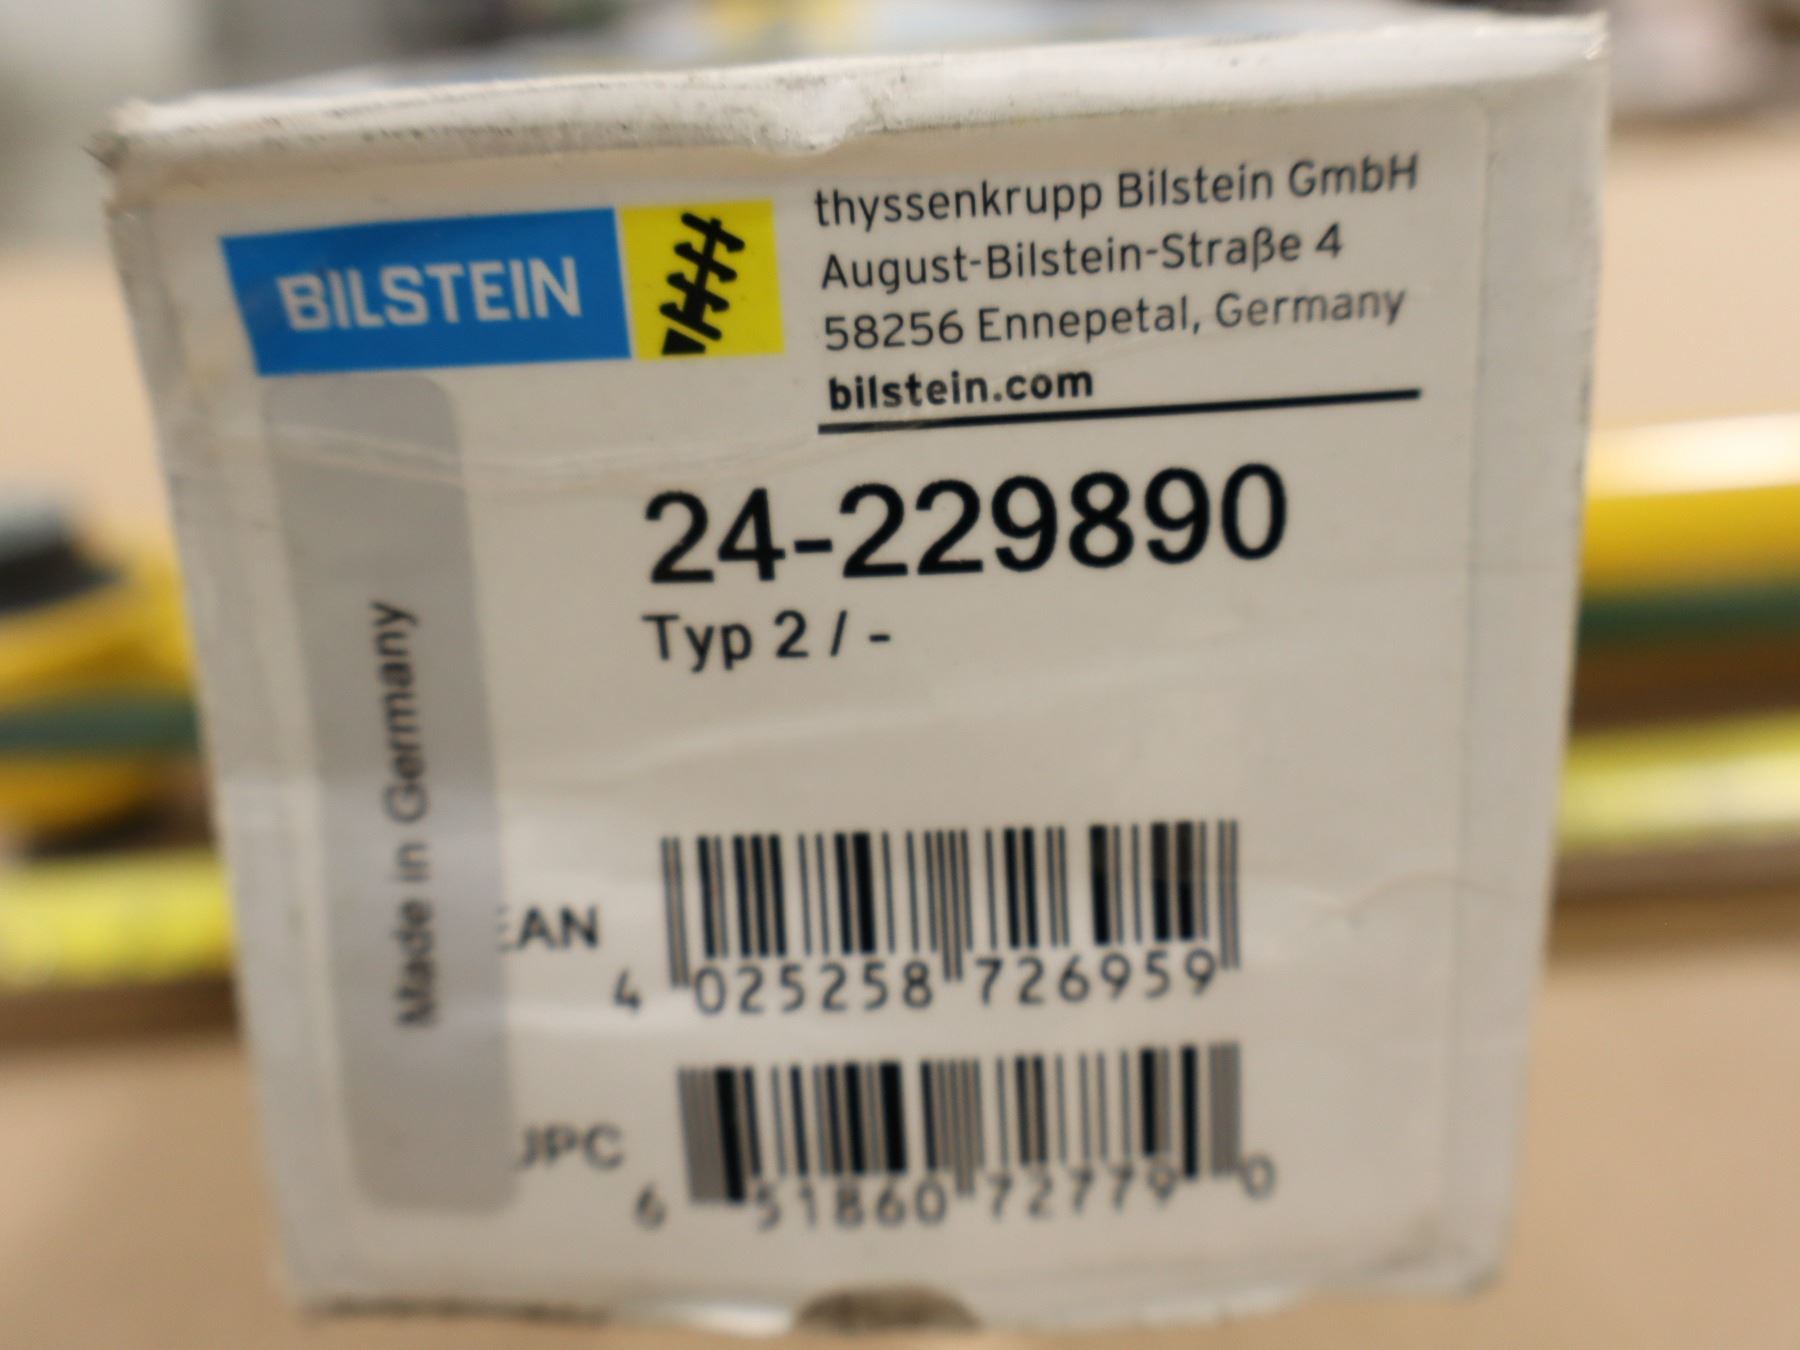 BILSTEIN
thyssenkrupp Bilstein GmbH
August-Bilstein-Straße 4
58256 Ennepetal, Germany
bilstein.com
24-229890
Typ 2 / -
Made in Germany
EAN
4 025258 726959
UPC
6 51860 72779 0